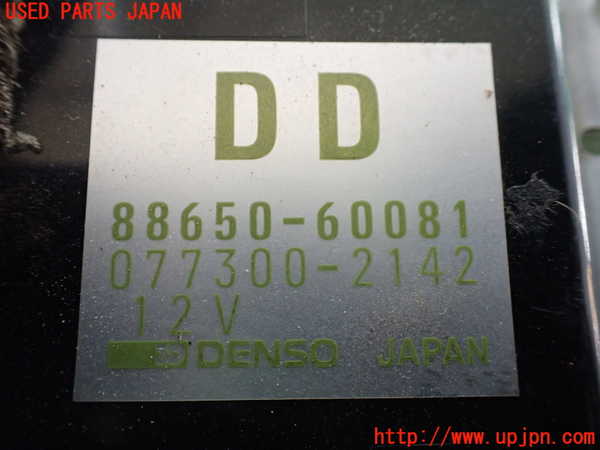 USED PARTS JAPAN
DD
88650-60081
077300-2142
12V
DENSO JAPAN
http://www.upjpn.com/